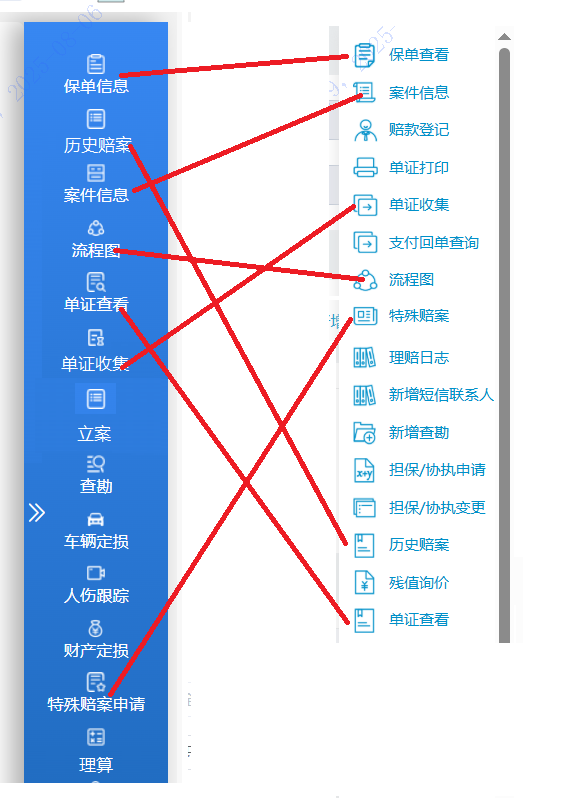 保单信息
历史赔案
案件信息
流程图
单证查看
单证收集
立案
查勘
车辆定损
人伤跟踪
财产定损
特殊赔案申请
理算
保单查看
案件信息
赔款登记
单证打印
单证收集
支付回单查询
流程图
特殊赔案
理赔日志
新增短信联系人
新增查勘
担保/协执申请
担保/协执变更
历史赔案
残值询价
单证查看